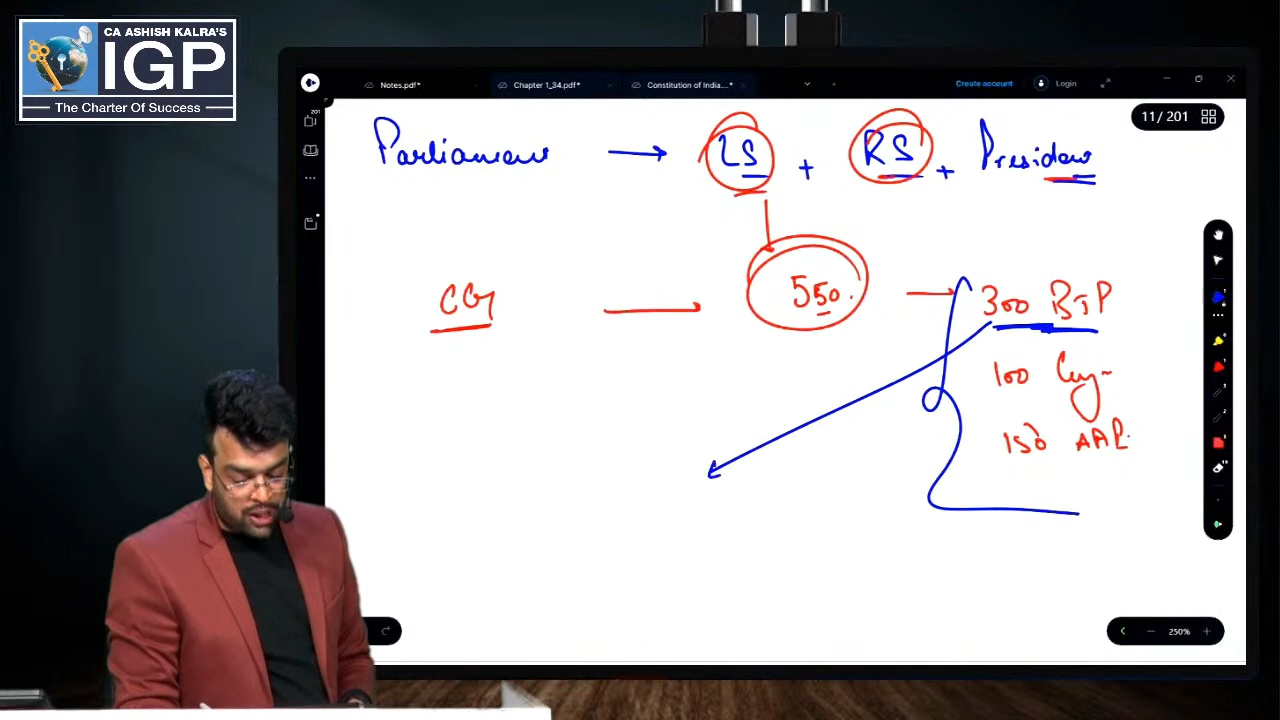 CA ASHISH KALRA'S
IGP
The Charter Of Success
Notes.pdf*
Chapter 1_34.pdf*
Constitution of India....*
Create account
Login
201
11 / 201
Parliament → LS + RS + President
CG 550. 300 BJP
100 Cong
150 AAP.
250%